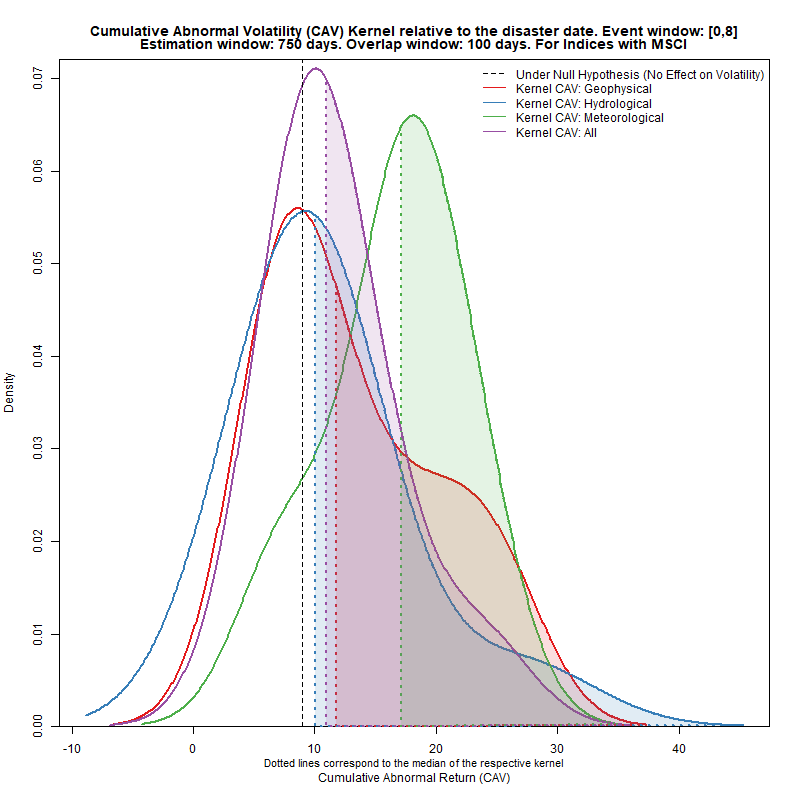 Cumulative Abnormal Volatility (CAV) Kernel relative to the disaster date. Event window: [0,8]
Estimation window: 750 days. Overlap window: 100 days. For Indices with MSCI
Under Null Hypothesis (No Effect on Volatility)
Kernel CAV: Geophysical
Kernel CAV: Hydrological
Kernel CAV: Meteorological
Kernel CAV: All
Density
0.07
0.06
0.05
0.04
0.03
0.02
0.01
0.00
-10 0 10 20 30 40
Dotted lines correspond to the median of the respective kernel
Cumulative Abnormal Return (CAV)